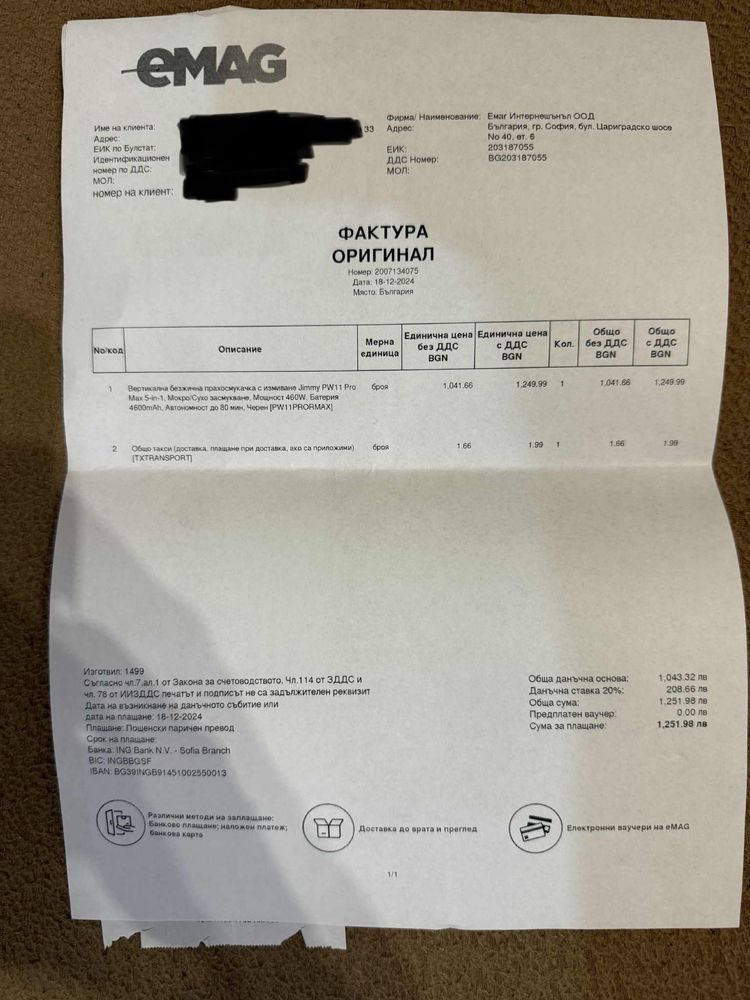 eMAG
Име на клиента:
33
Адрес:
ЕИК по Булстат:
Идентификационен
номер по ДДС:
МОЛ:
номер на клиент:
Фирма/ Наименование: Емаг Интернешънъл ООД
Адрес: България, гр. София, бул. Цариградско шосе
No 40, ет. 6
ЕИК: 203187055
ДДС Номер: BG203187055
МОЛ:
ФАКТУРА
ОРИГИНАЛ
Номер: 2007134075
Дата: 18-12-2024
Място: България
No/код Описание Мерна единица Единична цена без ДДС BGN Единична цена с ДДС BGN Кол. Общо без ДДС BGN Общо с ДДС BGN
1 Вертикална безжична прахосмукачка с измиване Jimmy PW11 Pro броя 1,041.66 1,249.99 1 1,041.66 1,249.99
Max 5-in-1, Мокро/Сухо засмукване, Мощност 460W, Батерия
4600mAh, Автономност до 80 мин, Черен [PW11PRORMAX]
2 Общо такси (доставка, плащане при доставка, ако са приложими) броя 1.66 1.99 1 1.66 1.99
[TXTRANSPORT]
Изготвил: 1499
Съгласно чл.7,ал.1 от Закона за счетоводството, Чл.114 от ЗДДС и
чл. 78 от ИИЗДДС печатът и подписът не са задължителен реквизит
Дата на възникване на данъчното събитие или
дата на плащане: 18-12-2024
Плащане: Пощенски паричен превод
Срок на плащане:
Банка: ING Bank N.V. - Sofia Branch
BIC: INGBBGSF
IBAN: BG39INGB91451002550013
Обща данъчна основа: 1,043.32 лв
Данъчна ставка 20%: 208.66 лв
Обща сума: 1,251.98 лв
Предплатен ваучер: 0.00 лв
Сума за плащане: 1,251.98 лв
Различни методи на заплащане:
Банково плащане; наложен платеж;
банкова карта
Доставка до врата и преглед
Електронни ваучери на eMAG
1/1